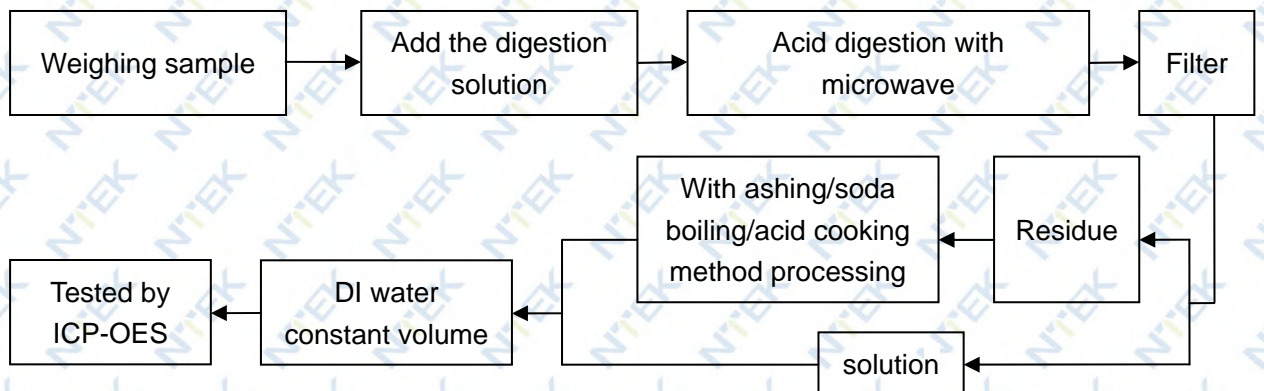 Weighing sample
Add the digestion
solution
Acid digestion with
microwave
Filter
With ashing/soda
boiling/acid cooking
method processing
Residue
Tested by
ICP-OES
DI water
constant volume
solution